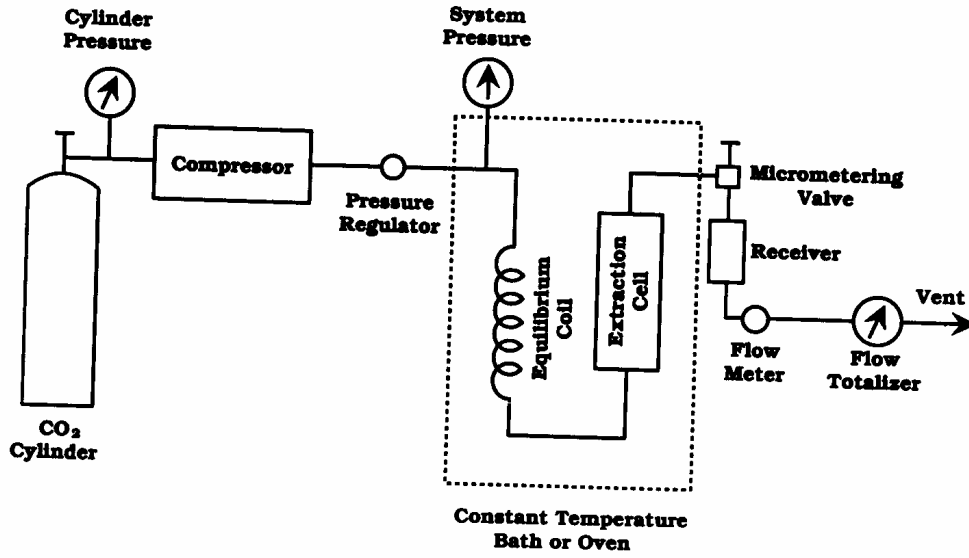 Cylinder
Pressure
System
Pressure
Compressor
Pressure
Regulator
Micrometering
Valve
Receiver
Equilibrium
Coil
Extraction
Cell
Vent
Flow
Meter
Flow
Totalizer
CO₂
Cylinder
Constant Temperature
Bath or Oven